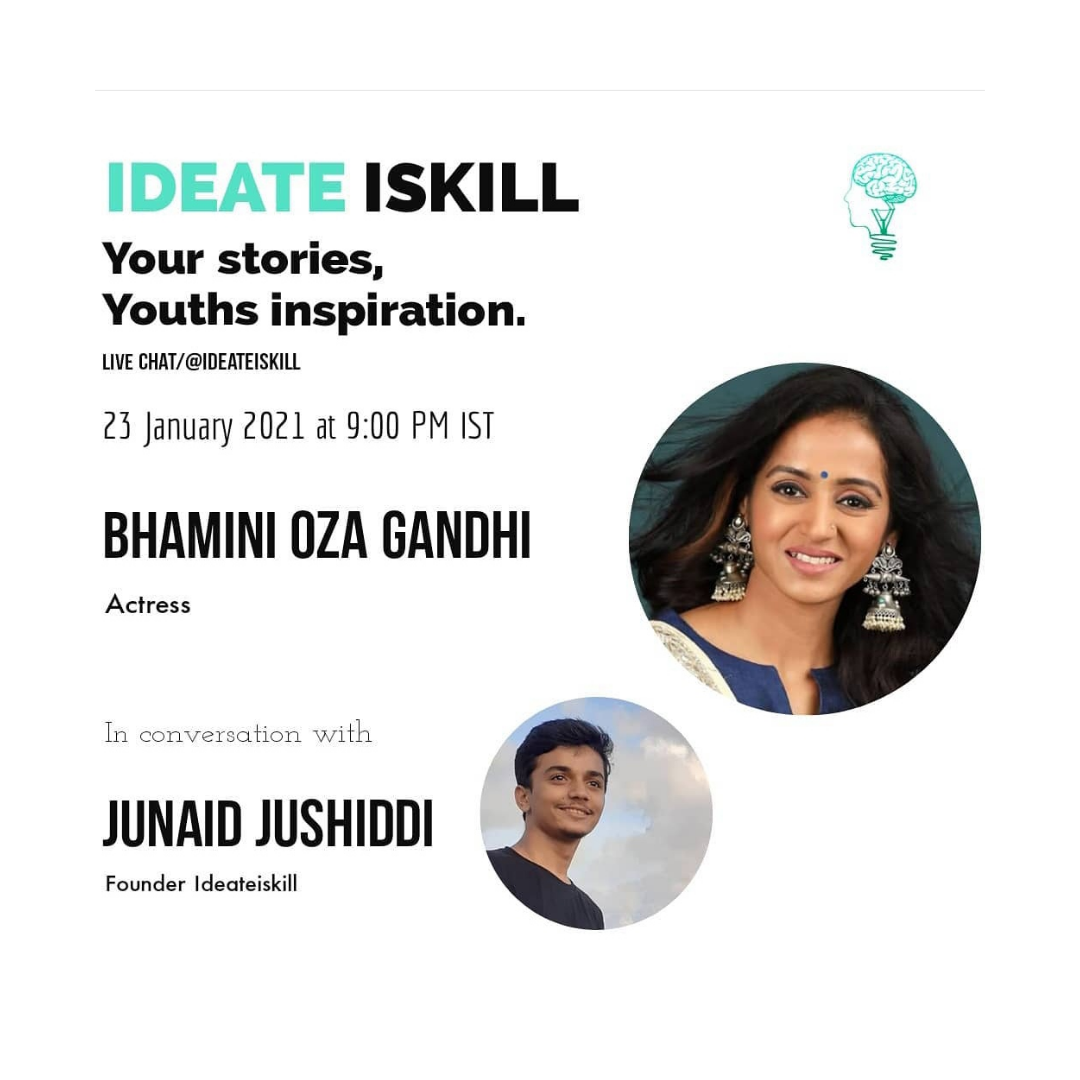 IDEATE ISKILL
Your stories,
Youths inspiration.
LIVE CHAT/@IDEATEISKILL
23 January 2021 at 9:00 PM IST
BHAMINI OZA GANDHI
Actress
In conversation with
JUNAID JUSHIDDI
Founder Ideateiskill